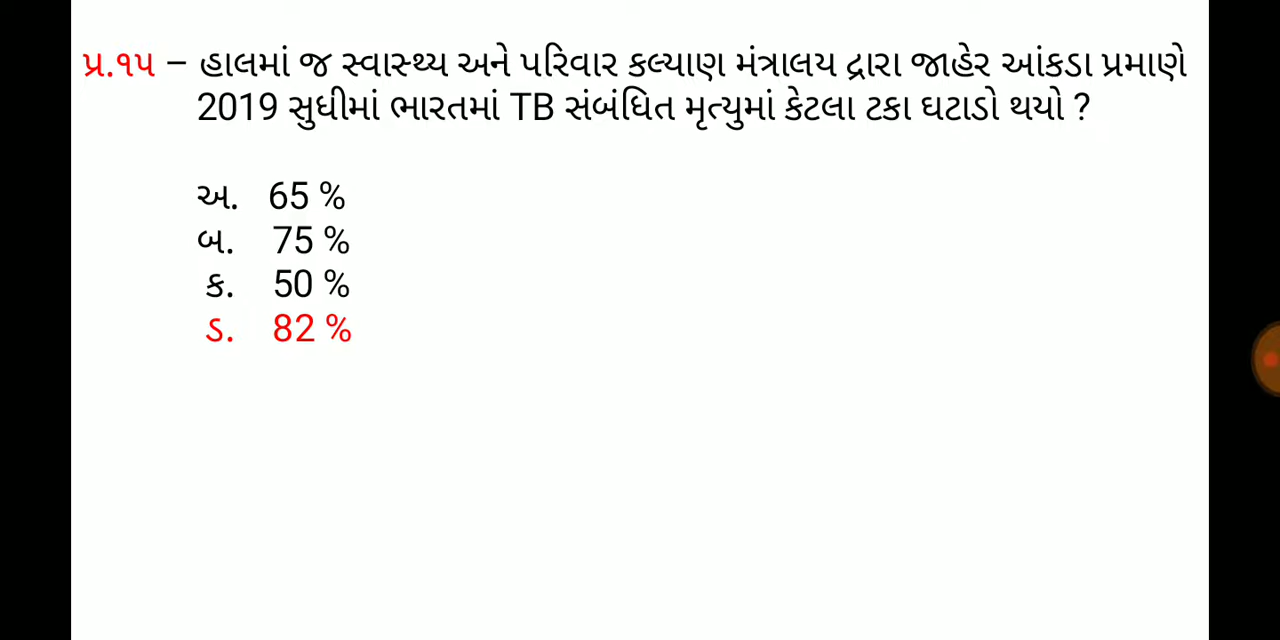 પ્ર.૧૫ – હાલમાં જ સ્વાસ્થ્ય અને પરિવાર કલ્યાણ મંત્રાલય દ્રારા જાહેર આંકડા પ્રમાણે
2019 સુધીમાં ભારતમાં TB સંબંધિત મૃત્યુમાં કેટલા ટકા ઘટાડો થયો ?
અ. 65 %
બ. 75 %
ક. 50 %
ડ. 82 %